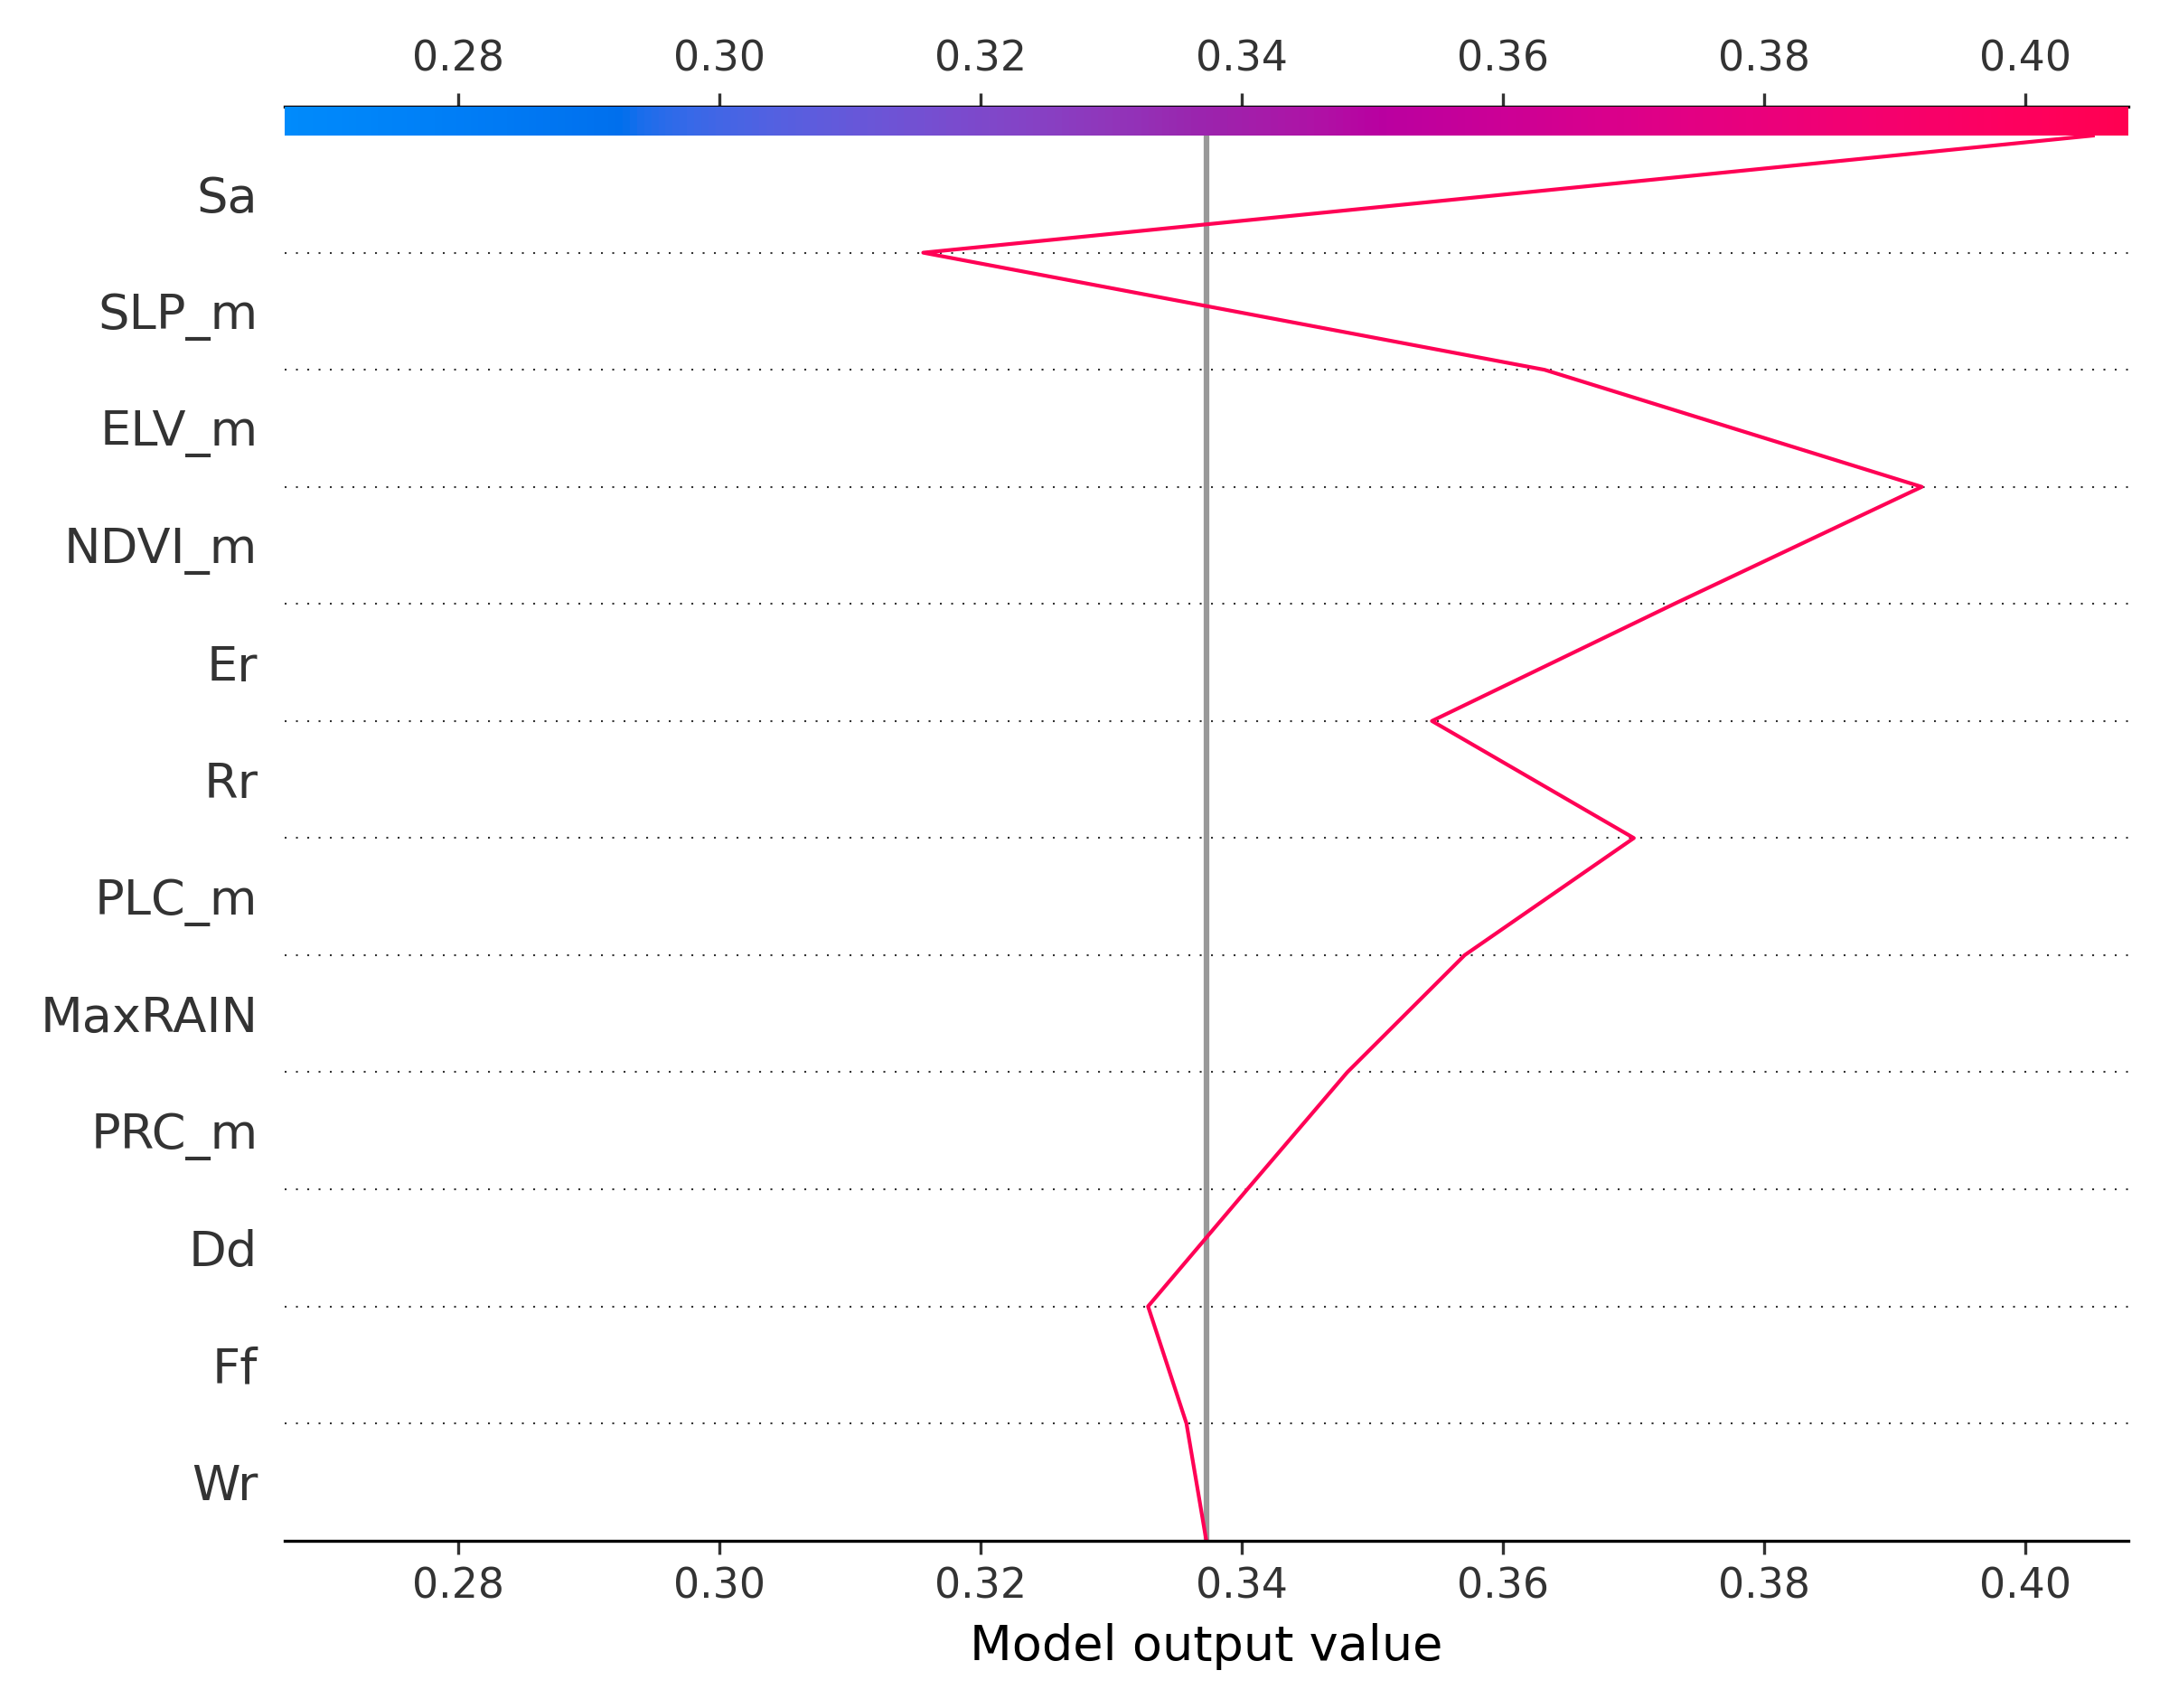 0.28 0.30 0.32 0.34 0.36 0.38 0.40
Sa
SLP_m
ELV_m
NDVI_m
Er
Rr
PLC_m
MaxRAIN
PRC_m
Dd
Ff
Wr
0.28 0.30 0.32 0.34 0.36 0.38 0.40
Model output value